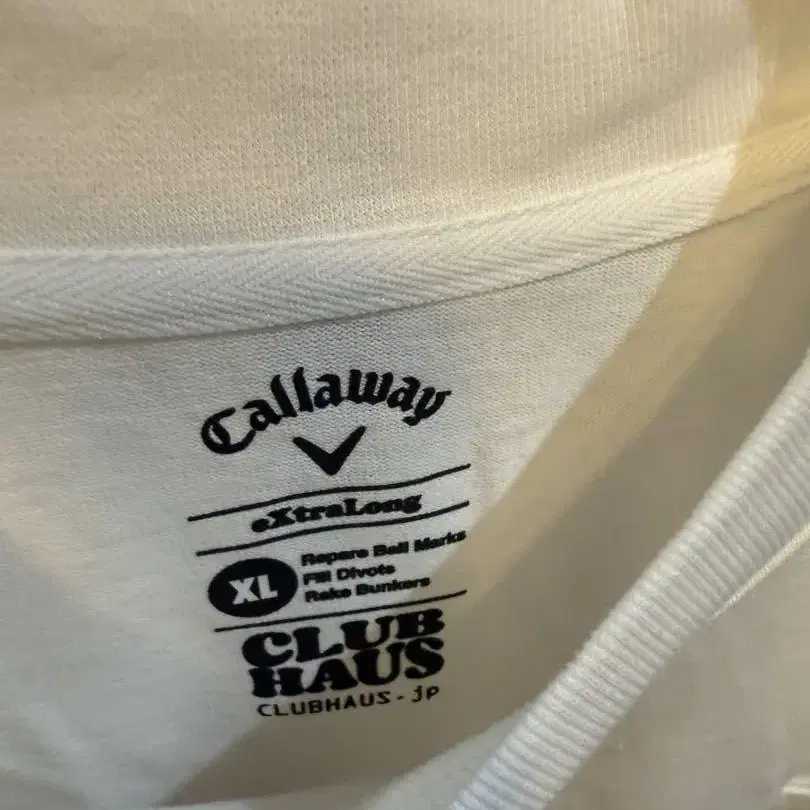 Callaway
eXtraLong
XL
Repare Ball Marks
Fill Divots
Rake Bunkers
CLUB
HAUS
CLUBHAUS-jp